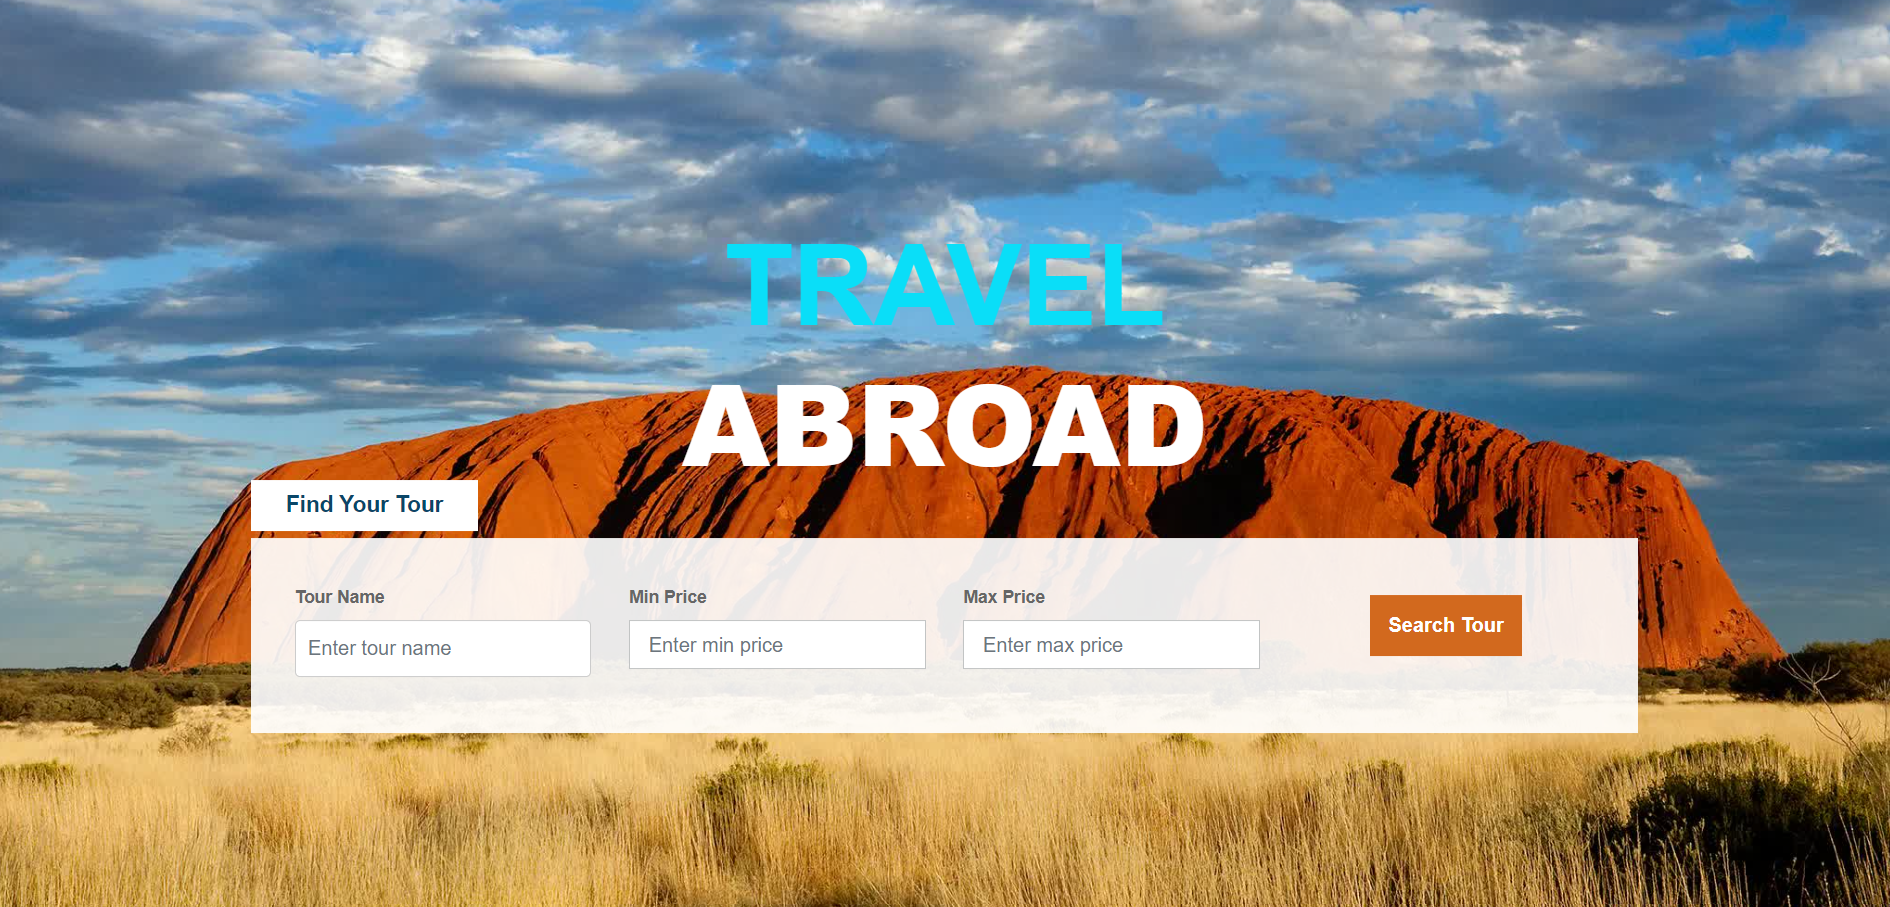 TRAVEL
ABROAD
Find Your Tour
Tour Name
Min Price
Max Price
Enter tour name
Enter min price
Enter max price
Search Tour